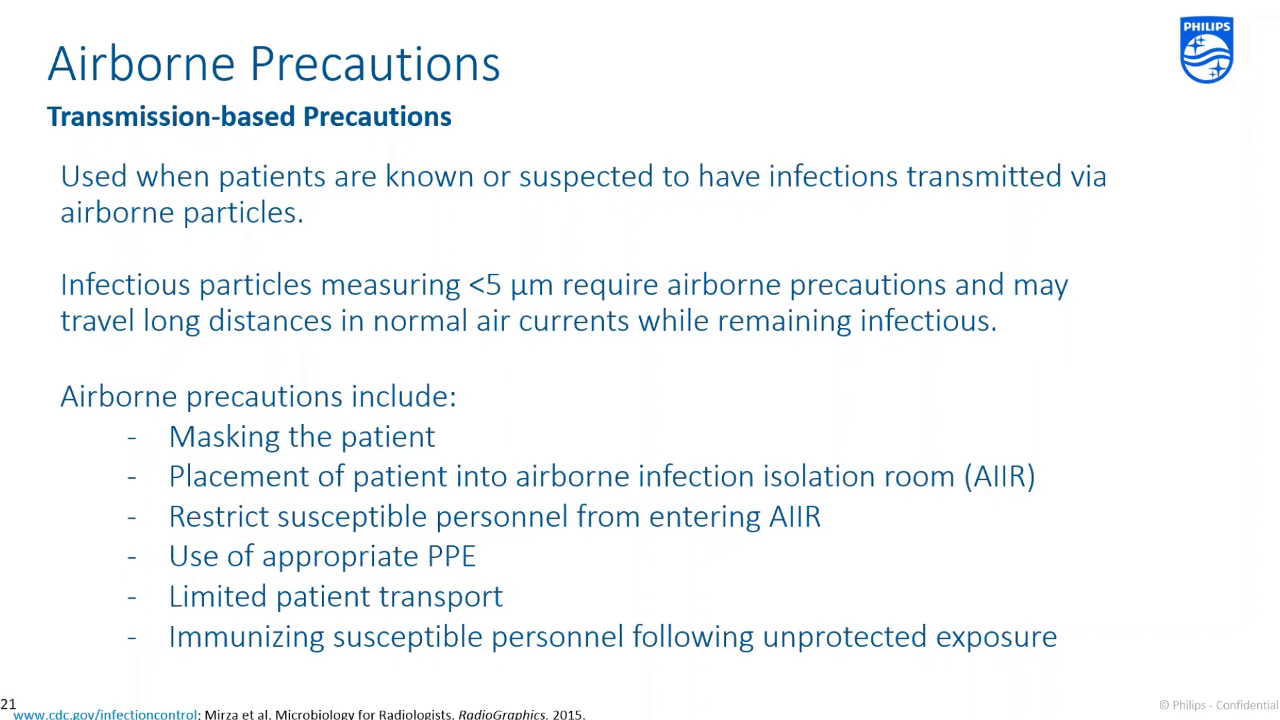 PHILIPS
Airborne Precautions
Transmission-based Precautions
Used when patients are known or suspected to have infections transmitted via
airborne particles.
Infectious particles measuring <5 µm require airborne precautions and may
travel long distances in normal air currents while remaining infectious.
Airborne precautions include:
- Masking the patient
- Placement of patient into airborne infection isolation room (AIIR)
- Restrict susceptible personnel from entering AIIR
- Use of appropriate PPE
- Limited patient transport
- Immunizing susceptible personnel following unprotected exposure
21
www.cdc.gov/infectioncontrol; Mirza et al. Microbiology for Radiologists. RadioGraphics. 2015.
© Philips - Confidential